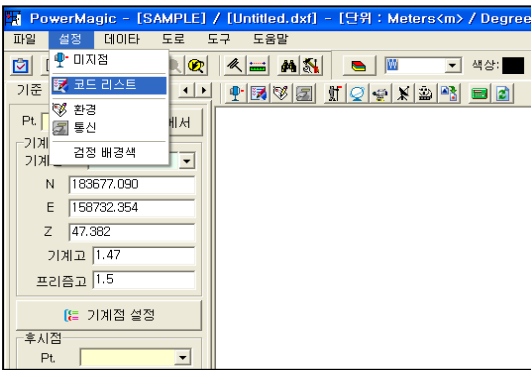 PowerMagic - [SAMPLE] / [Untitled.dxf] - [단위 : Meters<m> / Degree
파일 설정 데이타 도로 도구 도움말
미지점
색상:
코드 리스트
기준
환경
Pt.
에서
통신
기계
검정 배경색
기계
N 183677.090
E 158732.354
Z 47.382
기계고 1.47
프리즘고 1.5
기계점 설정
후시점
Pt.